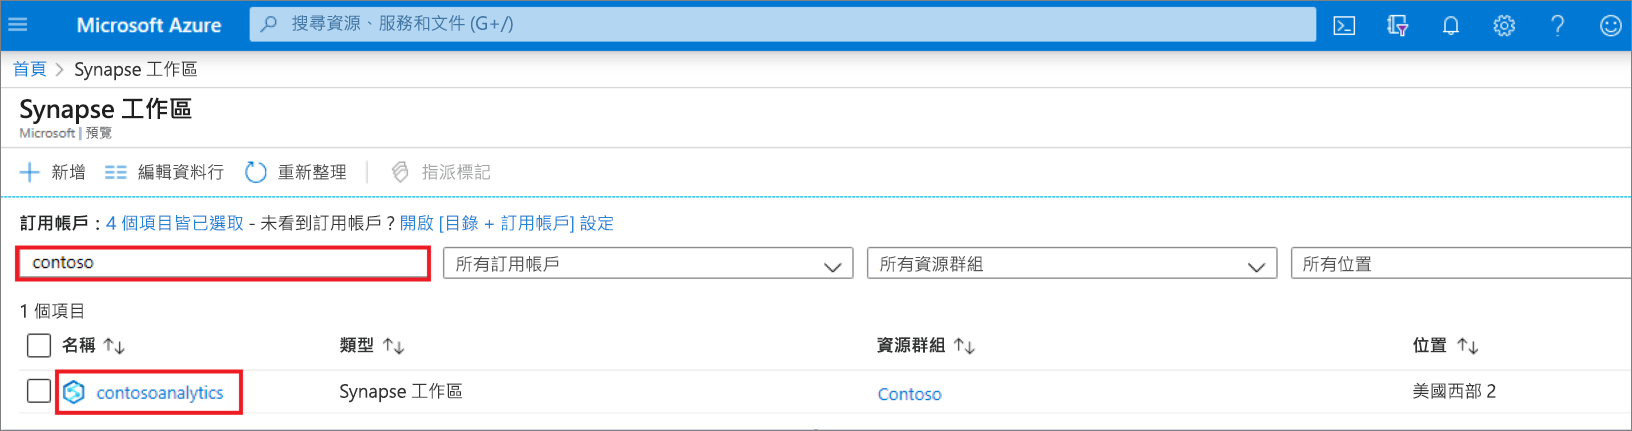 Microsoft Azure 搜尋資源、服務和文件 (G+/)
首頁 > Synapse 工作區
Synapse 工作區
Microsoft | 預覽
新增 編輯資料行 重新整理 指派標記
訂用帳戶：4 個項目皆已選取 - 未看到訂用帳戶？開啟 [目錄 + 訂用帳戶] 設定
contoso 所有訂用帳戶 所有資源群組 所有位置
1 個項目
名稱 ↑↓ 類型 ↑↓ 資源群組 ↑↓ 位置 ↑↓
contosoanalytics Synapse 工作區 Contoso 美國西部 2